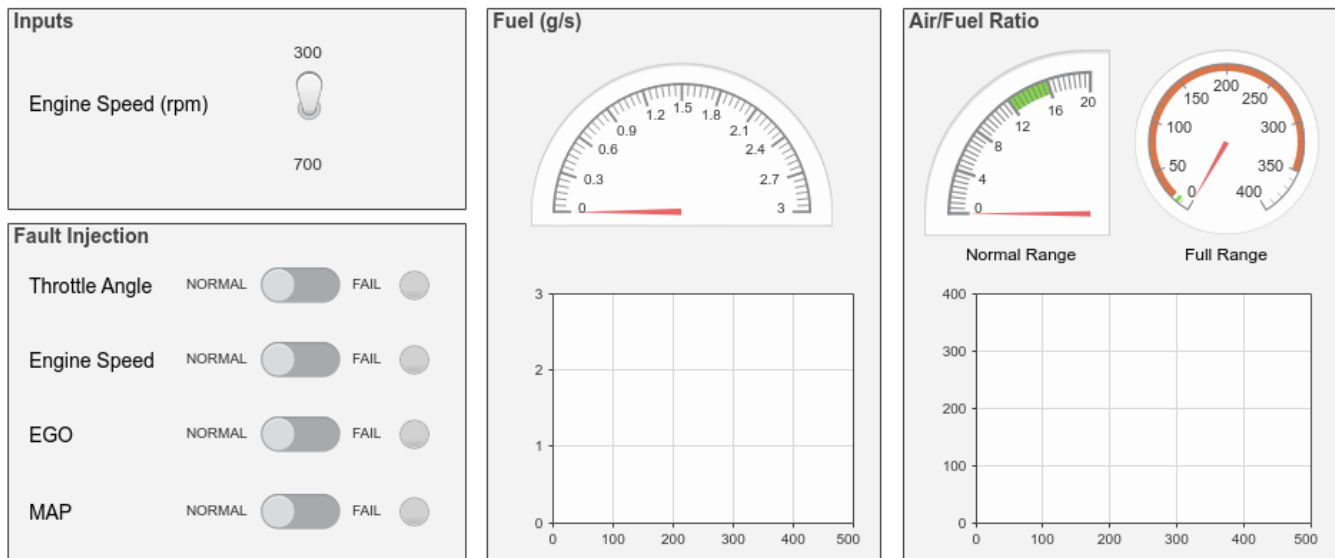 Inputs
300
Engine Speed (rpm)
700
Fault Injection
Throttle Angle NORMAL FAIL
Engine Speed NORMAL FAIL
EGO NORMAL FAIL
MAP NORMAL FAIL
Fuel (g/s)
0 0.3 0.6 0.9 1.2 1.5 1.8 2.1 2.4 2.7 3
3
2
1
0
0 100 200 300 400 500
Air/Fuel Ratio
0 4 8 12 16 20
Normal Range
0 50 100 150 200 250 300 350 400
Full Range
400
300
200
100
0
0 100 200 300 400 500